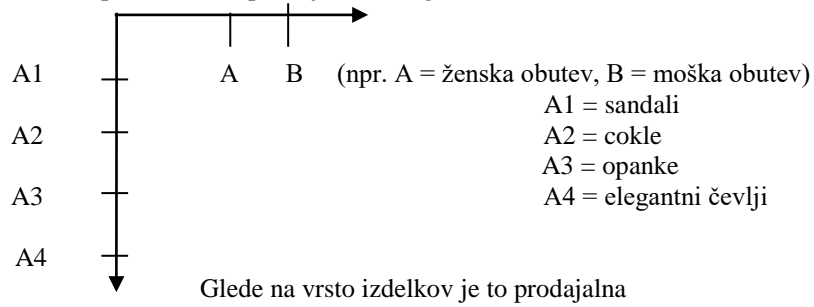 A1 A B (npr. A = ženska obutev, B = moška obutev)
A1 = sandali
A2 A2 = cokle
A3 = opanke
A3 A4 = elegantni čevlji
A4
Glede na vrsto izdelkov je to prodajalna